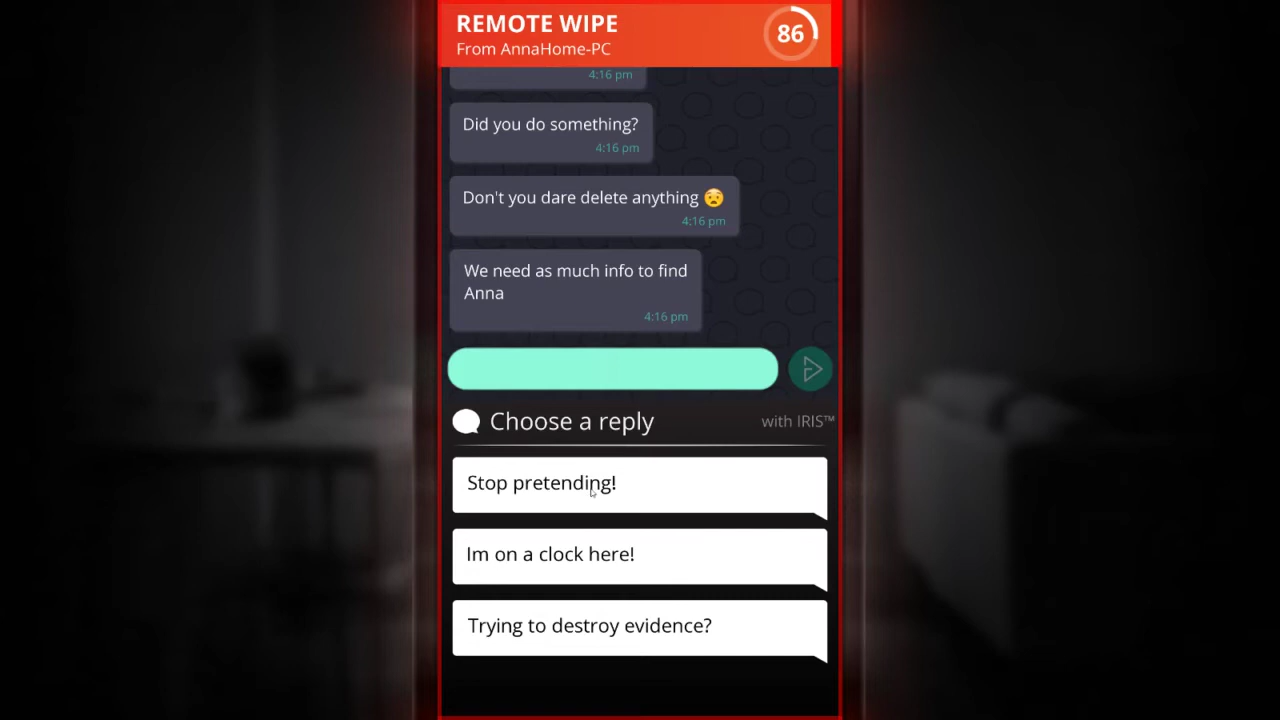 REMOTE WIPE
From AnnaHome-PC
86
4:16 pm
Did you do something?
4:16 pm
Don't you dare delete anything 😟
4:16 pm
We need as much info to find
Anna
4:16 pm
Choose a reply
with IRIS™
Stop pretending!
Im on a clock here!
Trying to destroy evidence?